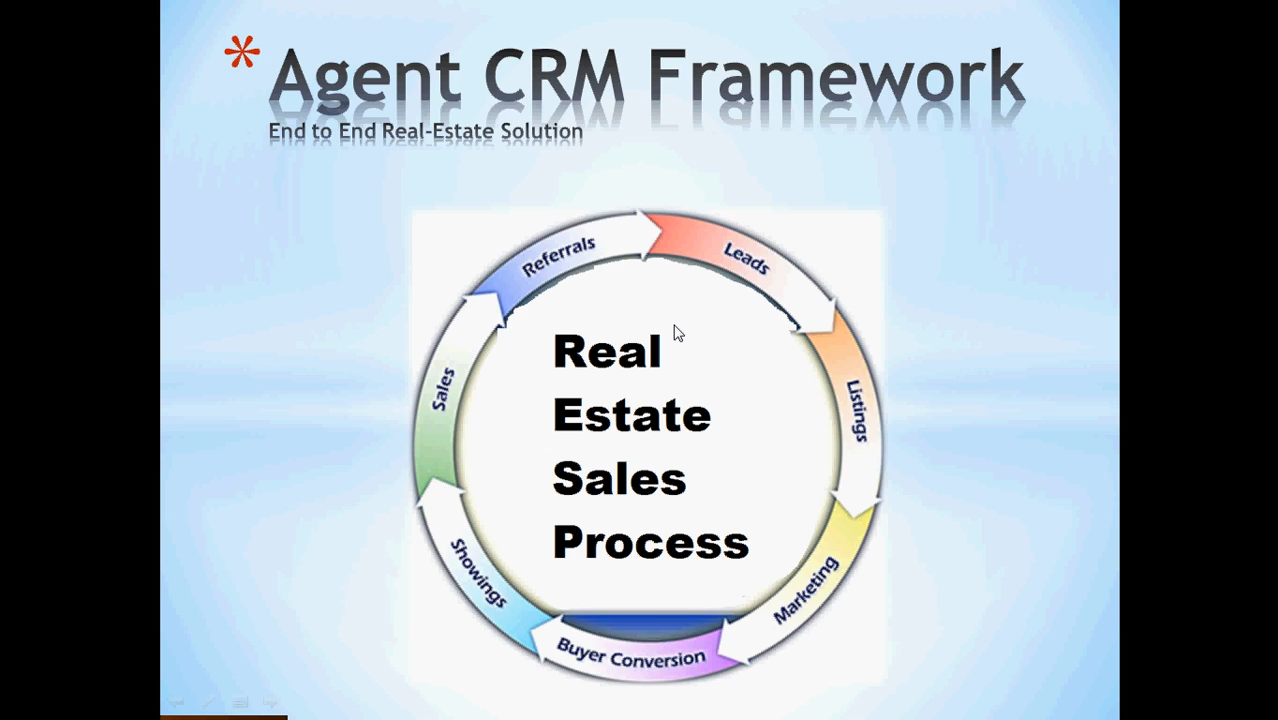 * Agent CRM Framework
End to End Real-Estate Solution
Referrals
Leads
Listings
Marketing
Buyer Conversion
Showings
Sales
Real
Estate
Sales
Process